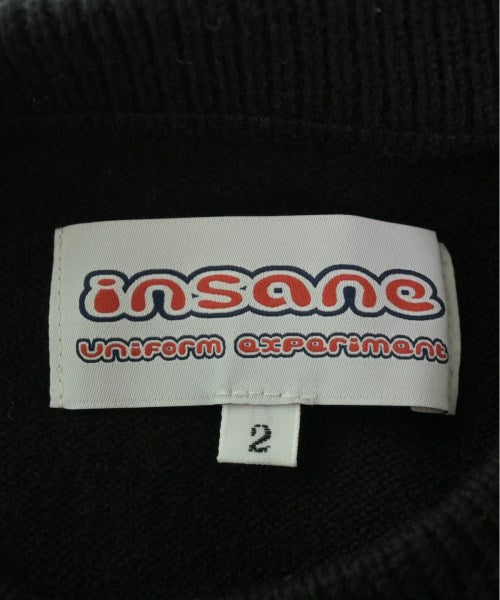 insane
uniform experiment
2